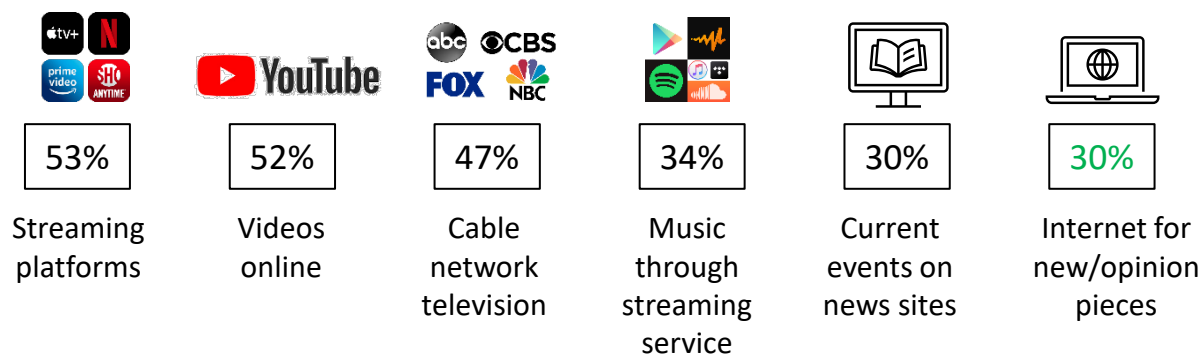 tv+ N
prime video SHO ANYTIME
YouTube
abc CBS
FOX NBC
53% 52% 47% 34% 30% 30%
Streaming platforms
Videos online
Cable network television
Music through streaming service
Current events on news sites
Internet for new/opinion pieces